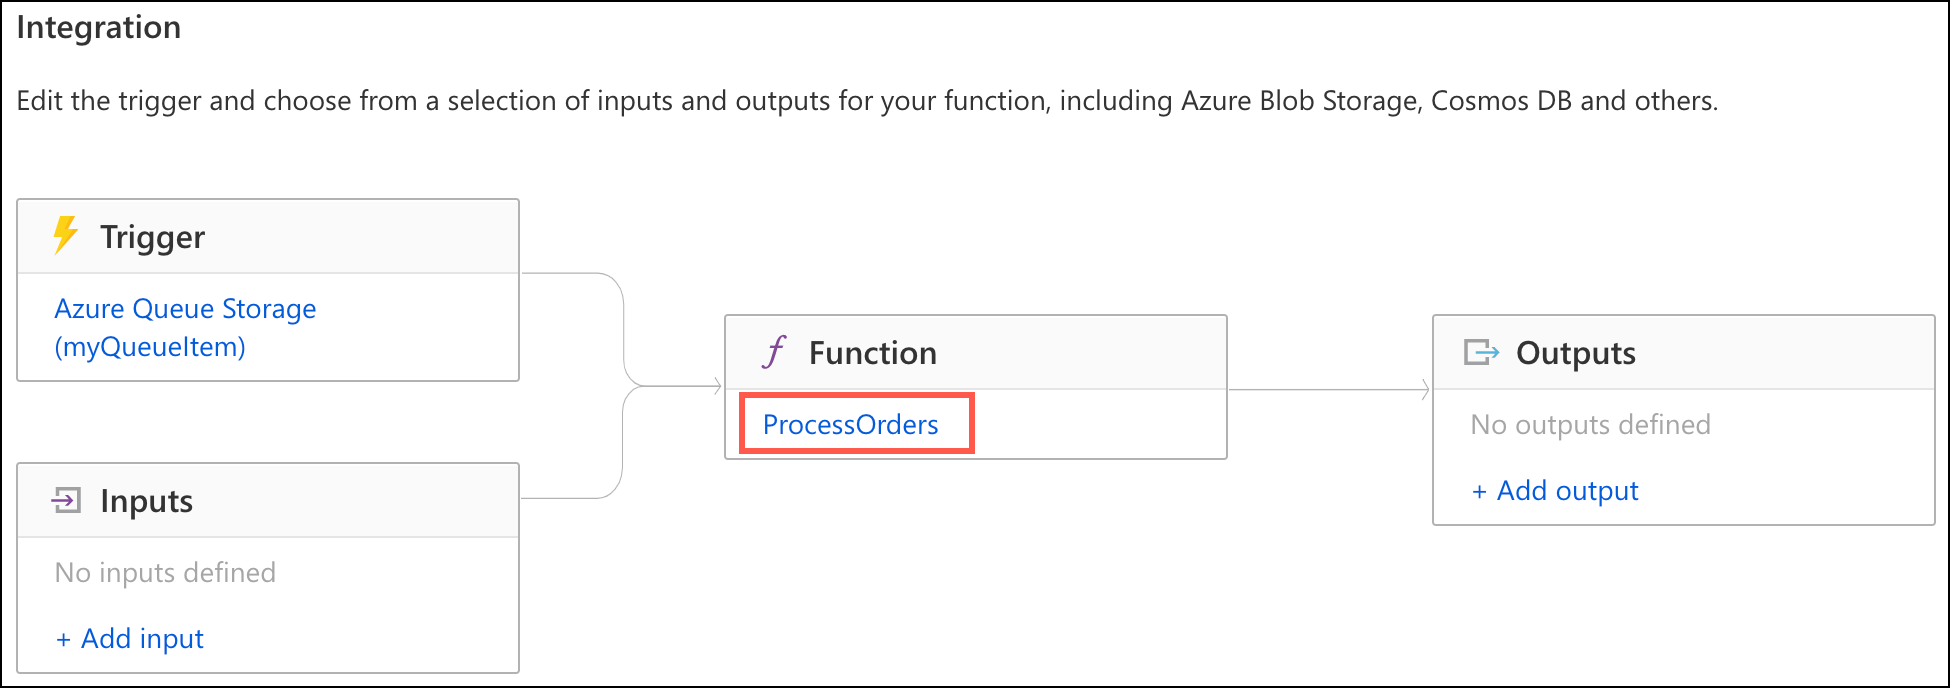 Integration
Edit the trigger and choose from a selection of inputs and outputs for your function, including Azure Blob Storage, Cosmos DB and others.
Trigger
Azure Queue Storage
(myQueueItem)
Inputs
No inputs defined
+ Add input
Function
ProcessOrders
Outputs
No outputs defined
+ Add output